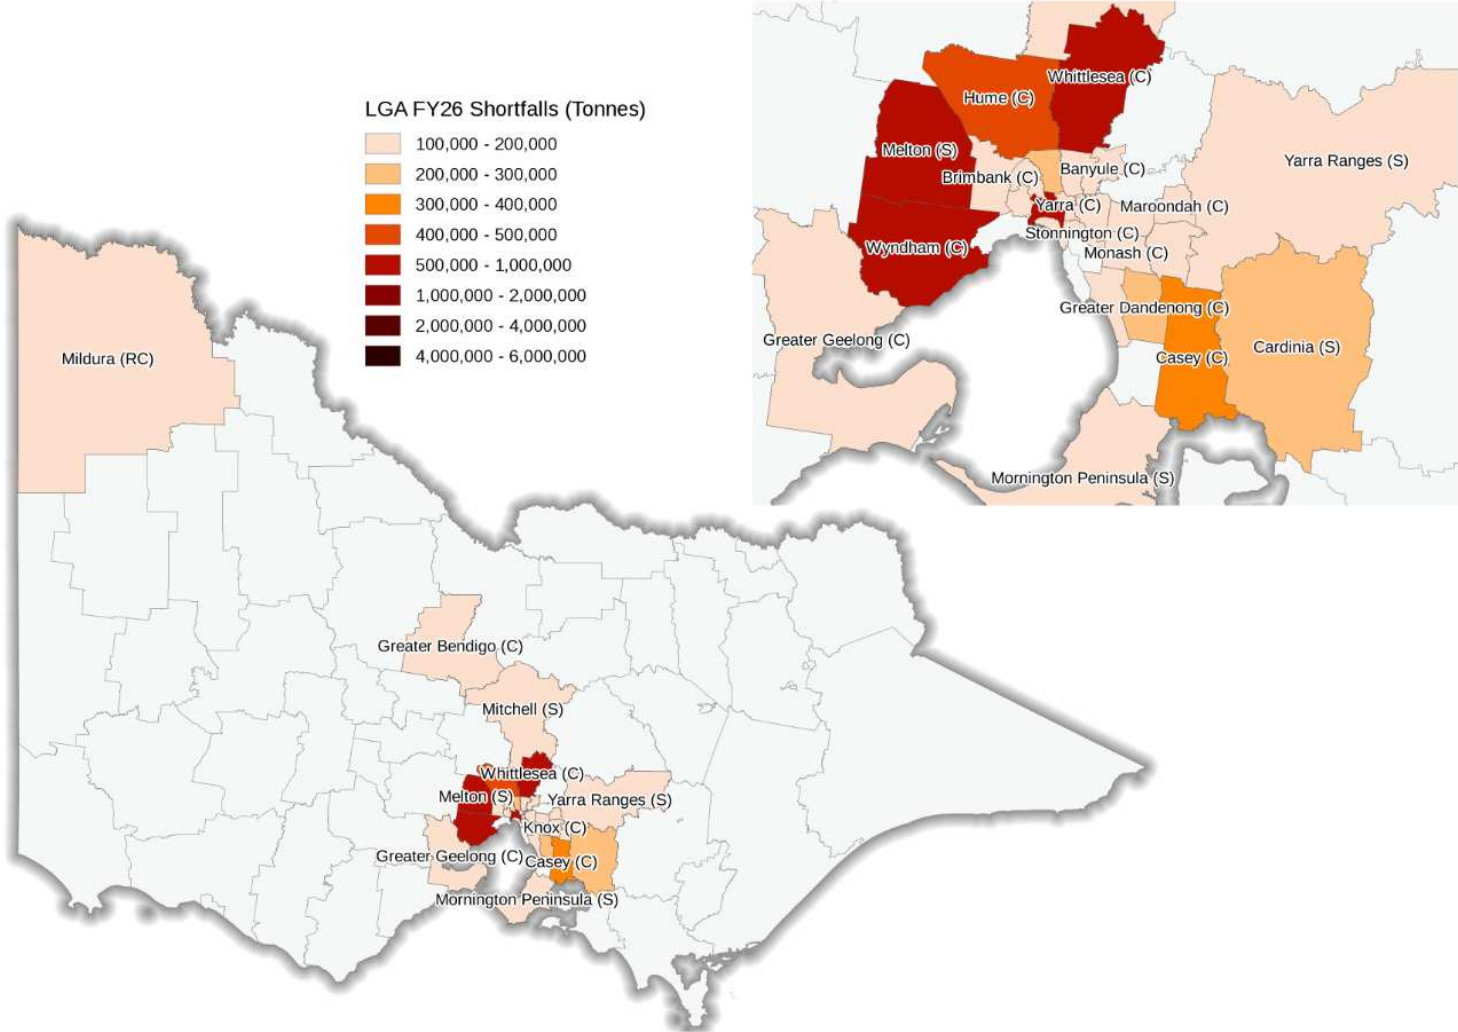 LGA FY26 Shortfalls (Tonnes)
100,000 - 200,000
200,000 - 300,000
300,000 - 400,000
400,000 - 500,000
500,000 - 1,000,000
1,000,000 - 2,000,000
2,000,000 - 4,000,000
4,000,000 - 6,000,000
Whittlesea (C)
Hume (C)
Melton (S)
Yarra Ranges (S)
Banyule (C)
Brimbank (C)
Yarra (C)
Maroondah (C)
Stonnington (C)
Wyndham (C)
Monash (C)
Greater Dandenong (C)
Greater Geelong (C)
Cardinia (S)
Casey (C)
Mornington Peninsula (S)
Mildura (RC)
Greater Bendigo (C)
Mitchell (S)
Whittlesea (C)
Melton (S)
Yarra Ranges (S)
Knox (C)
Greater Geelong (C)
Casey (C)
Mornington Peninsula (S)